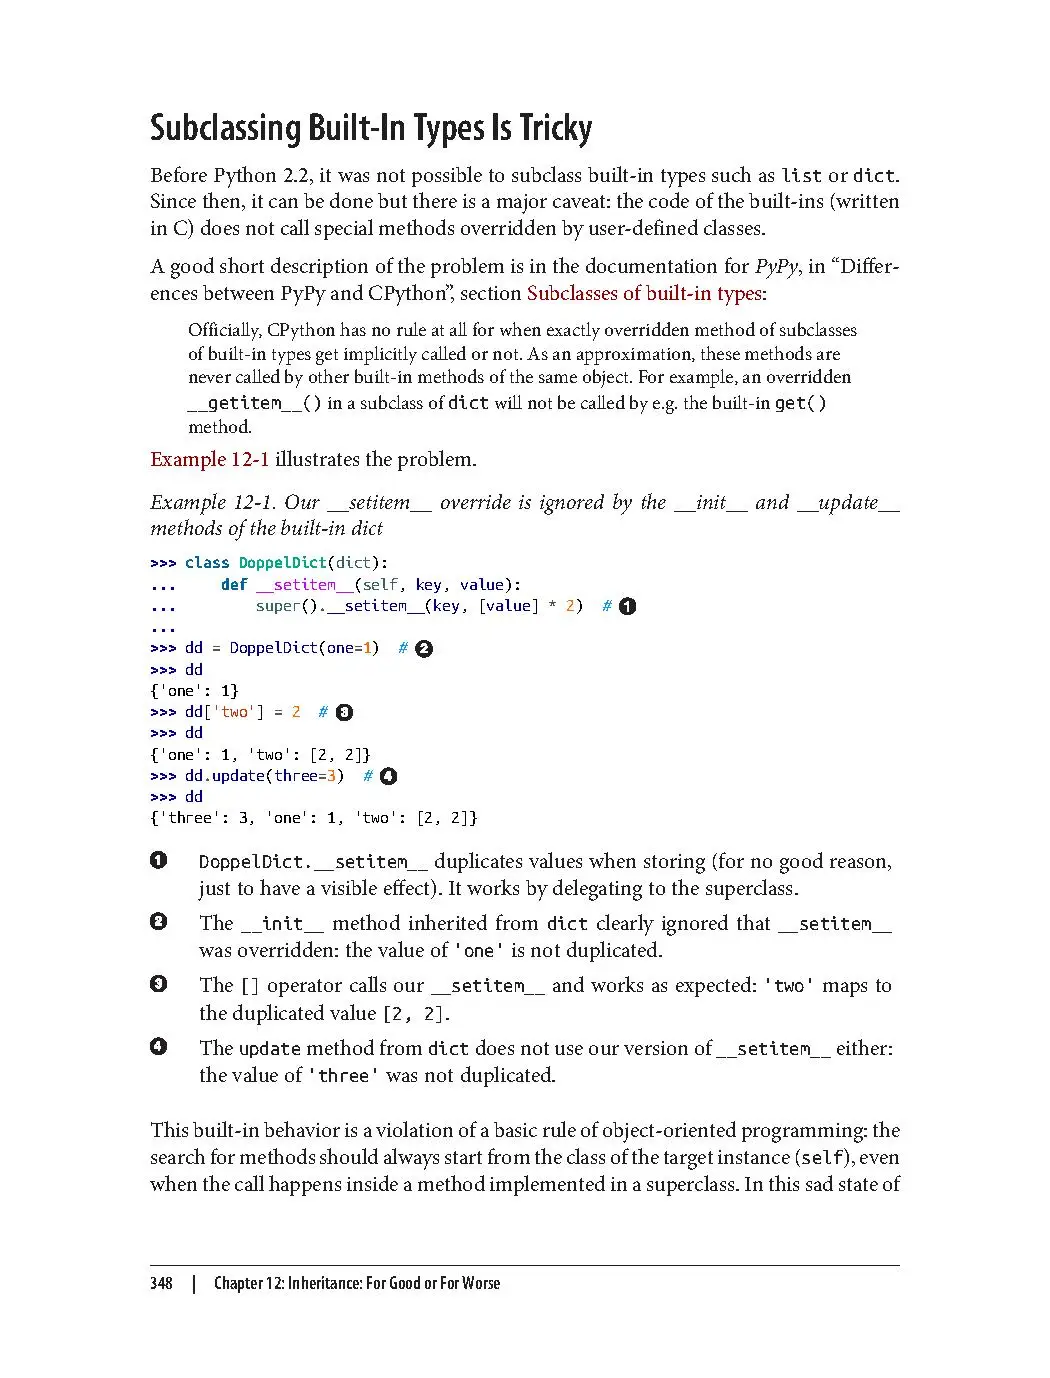 Subclassing Built-In Types Is Tricky
Before Python 2.2, it was not possible to subclass built-in types such as list or dict.
Since then, it can be done but there is a major caveat: the code of the built-ins (written
in C) does not call special methods overridden by user-defined classes.
A good short description of the problem is in the documentation for PyPy, in “Differ-
ences between PyPy and CPython”, section Subclasses of built-in types:
Officially, CPython has no rule at all for when exactly overridden method of subclasses
of built-in types get implicitly called or not. As an approximation, these methods are
never called by other built-in methods of the same object. For example, an overridden
__getitem__() in a subclass of dict will not be called by e.g. the built-in get()
method.
Example 12-1 illustrates the problem.
Example 12-1. Our __setitem__ override is ignored by the __init__ and __update__
methods of the built-in dict
>>> class DoppelDict(dict):
...     def __setitem__(self, key, value):
...         super().__setitem__(key, [value] * 2)  # ❶
...
>>> dd = DoppelDict(one=1)  # ❷
>>> dd
{'one': 1}
>>> dd['two'] = 2  # ❸
>>> dd
{'one': 1, 'two': [2, 2]}
>>> dd.update(three=3)  # ❹
>>> dd
{'three': 3, 'one': 1, 'two': [2, 2]}
❶ DoppelDict.__setitem__ duplicates values when storing (for no good reason,
just to have a visible effect). It works by delegating to the superclass.
❷ The __init__ method inherited from dict clearly ignored that __setitem__
was overridden: the value of 'one' is not duplicated.
❸ The [] operator calls our __setitem__ and works as expected: 'two' maps to
the duplicated value [2, 2].
❹ The update method from dict does not use our version of __setitem__ either:
the value of 'three' was not duplicated.
This built-in behavior is a violation of a basic rule of object-oriented programming: the
search for methods should always start from the class of the target instance (self), even
when the call happens inside a method implemented in a superclass. In this sad state of
348 | Chapter 12: Inheritance: For Good or For Worse